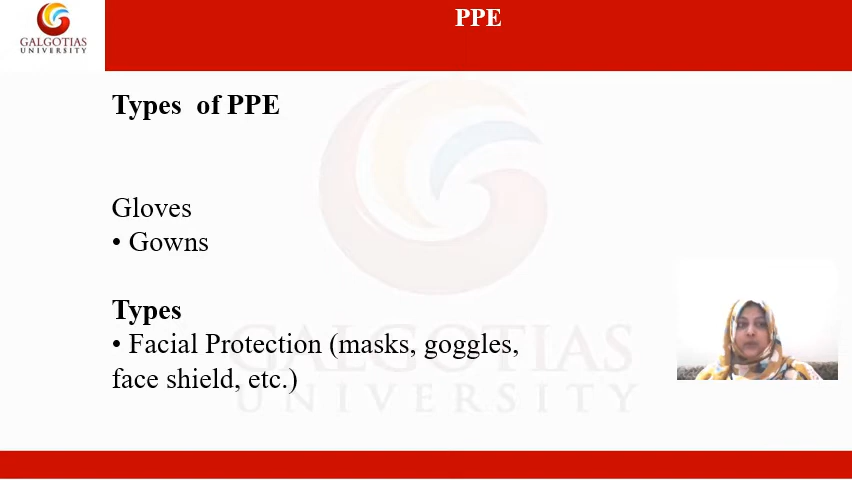 GALGOTIAS
UNIVERSITY
PPE
Types of PPE
Gloves
• Gowns
Types
• Facial Protection (masks, goggles,
face shield, etc.)
GALGOTIAS
UNIVERSITY